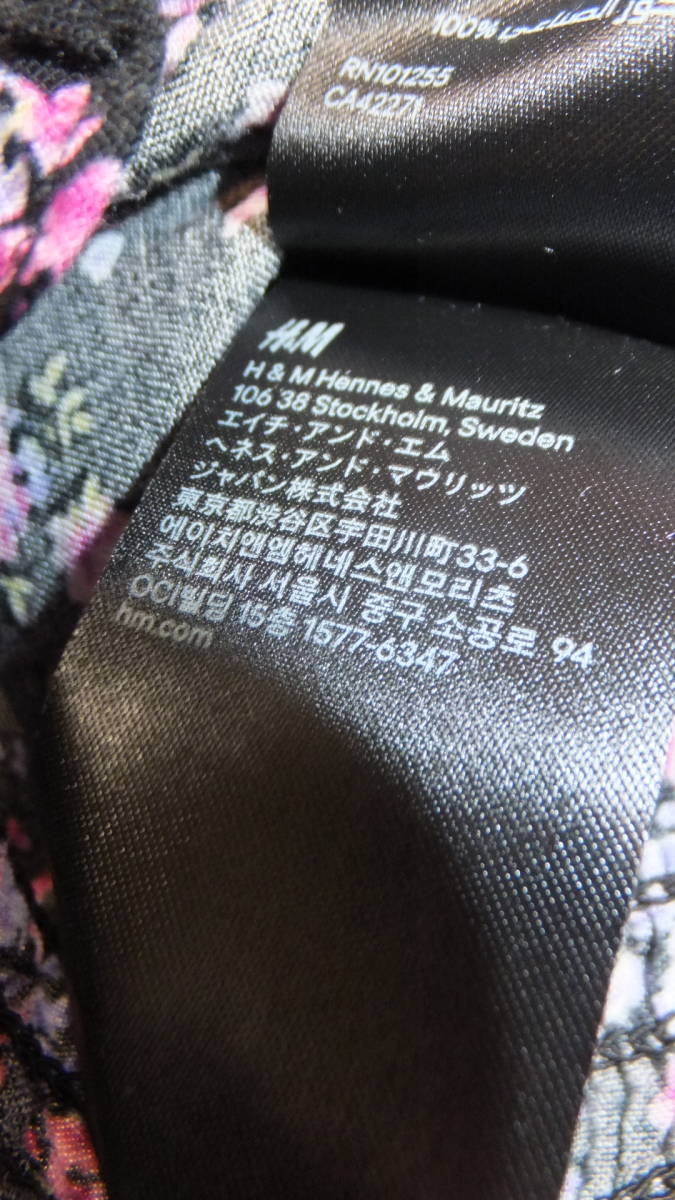 100%
RN101255
CA42271
H&M
H & M Hennes & Mauritz
106 38 Stockholm, Sweden
エイチ・アンド・エム
ヘネス・アンド・マウリッツ
ジャパン株式会社
東京都渋谷区宇田川町33-6
에이치앤엠헤네스앤모리츠
주식회사 서울시 중구 소공로 94
OCI빌딩 15층 1577-6347
hm.com